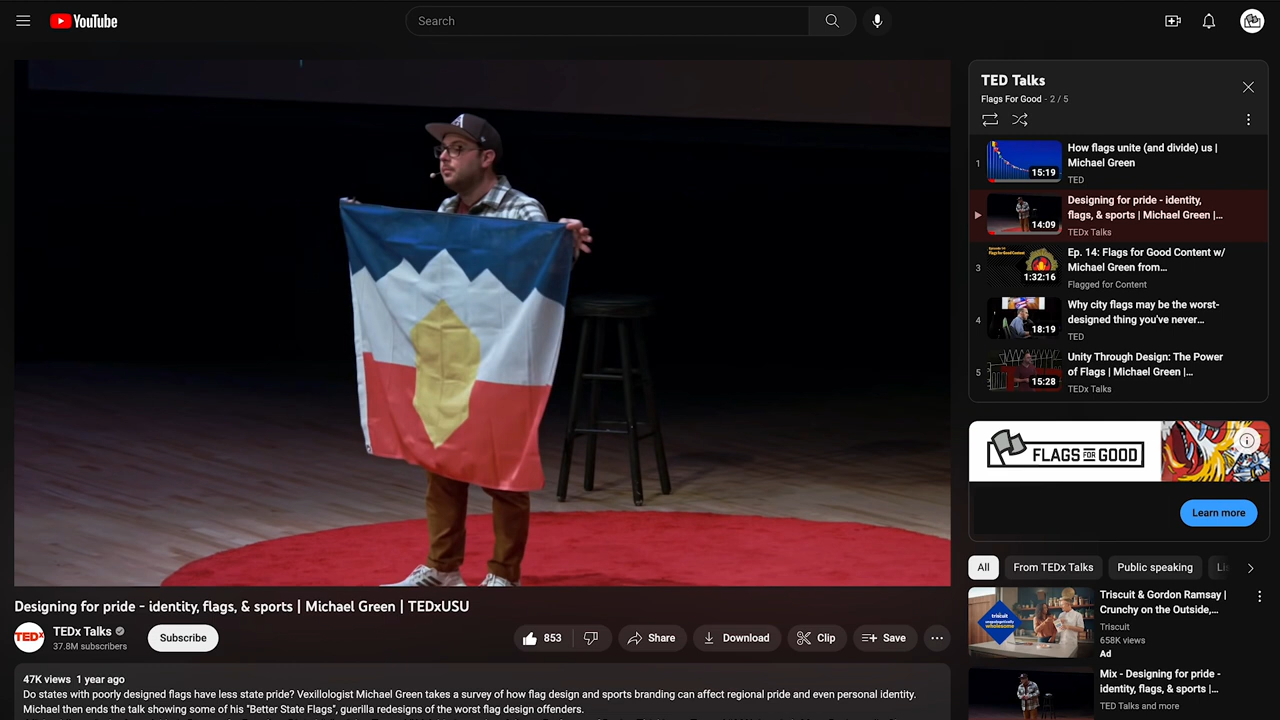 YouTube
Search
TED Talks
Flags For Good - 2 / 5
1
15:19
How flags unite (and divide) us |
Michael Green
TED
14:09
Designing for pride - identity,
flags, & sports | Michael Green |...
TEDx Talks
3
1:32:16
Ep. 14: Flags for Good Content w/
Michael Green from...
Flagged for Content
4
18:19
Why city flags may be the worst-
designed thing you've never...
TED
5
15:28
Unity Through Design: The Power
of Flags | Michael Green |...
TEDx Talks
FLAGS FOR GOOD
Learn more
All
From TEDx Talks
Public speaking
triscuit
Triscuit & Gordon Ramsay |
Crunchy on the Outside,...
Triscuit
658K views
Ad
Mix - Designing for pride -
identity, flags, & sports |...
TED Talks and more
Designing for pride - identity, flags, & sports | Michael Green | TEDxUSU
TEDx
TEDx Talks
37.8M subscribers
Subscribe
853
Share
Download
Clip
Save
47K views 1 year ago
Do states with poorly designed flags have less state pride? Vexillologist Michael Green takes a survey of how flag design and sports branding can affect regional pride and even personal identity.
Michael then ends the talk showing some of his "Better State Flags", guerilla redesigns of the worst flag design offenders.